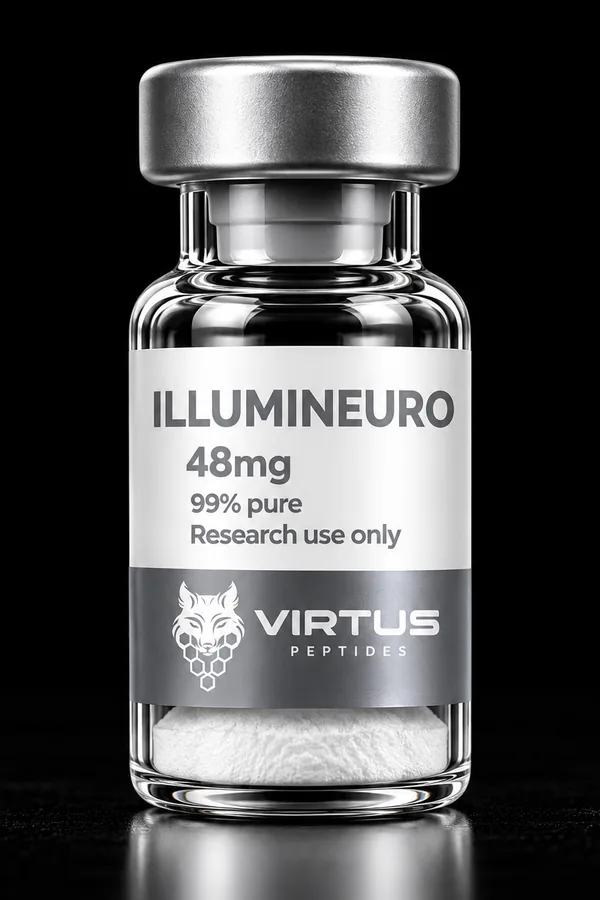 ILLUMINEURO
48mg
99% pure
Research use only
VIRTUS
PEPTIDES